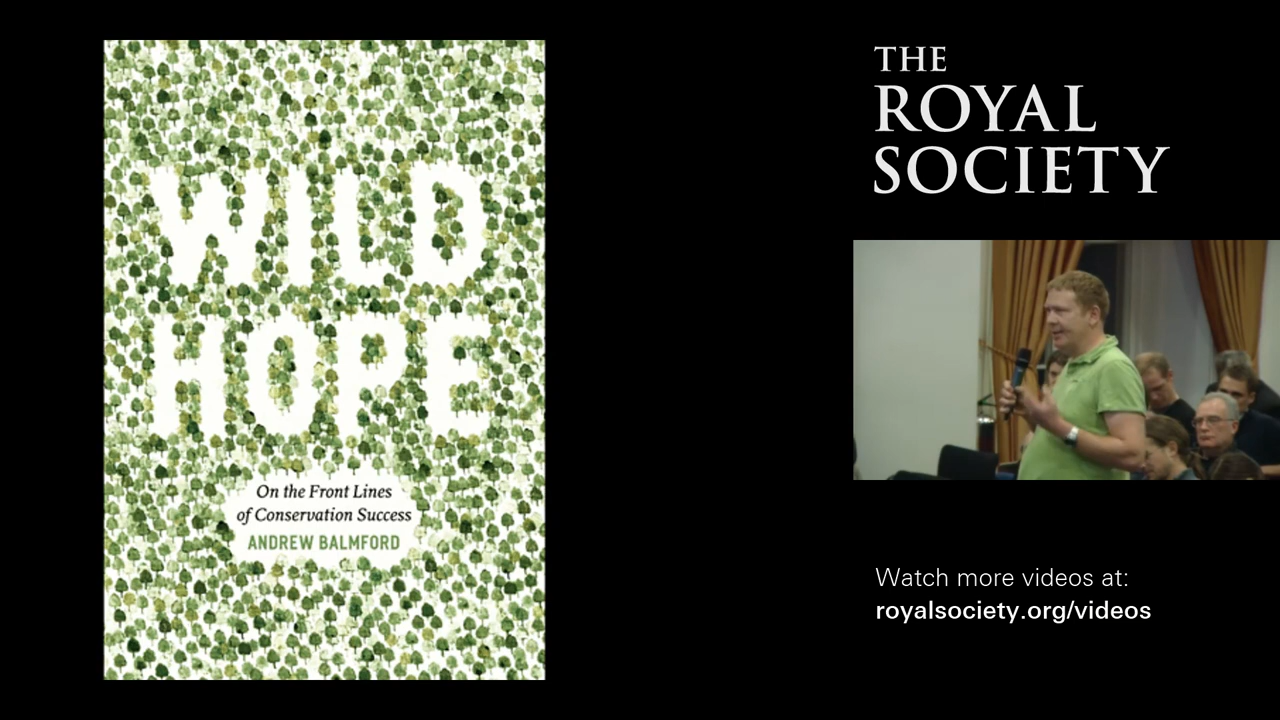 WILD
HOPE
On the Front Lines
of Conservation Success
ANDREW BALMFORD
THE
ROYAL
SOCIETY
Watch more videos at:
royalsociety.org/videos